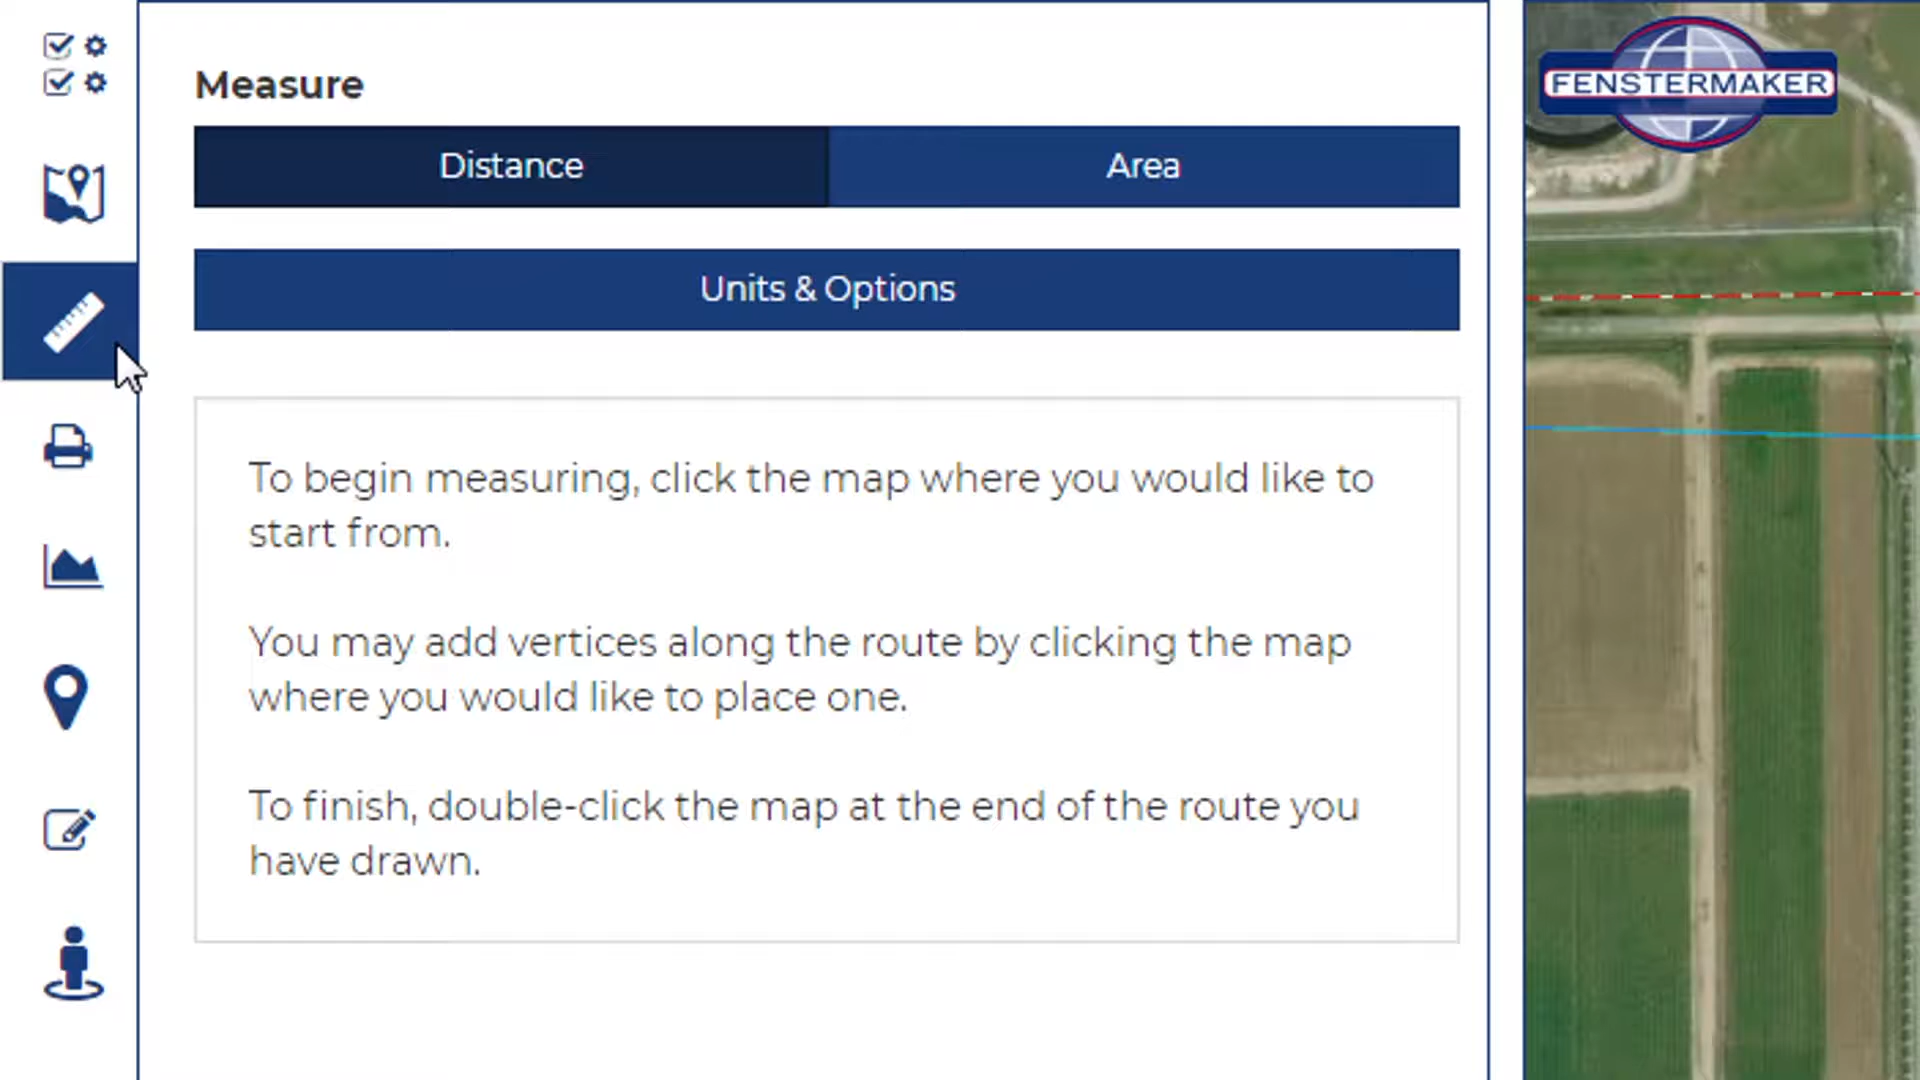 Measure
Distance
Area
Units & Options
To begin measuring, click the map where you would like to
start from.
You may add vertices along the route by clicking the map
where you would like to place one.
To finish, double-click the map at the end of the route you
have drawn.
FENSTERMAKER